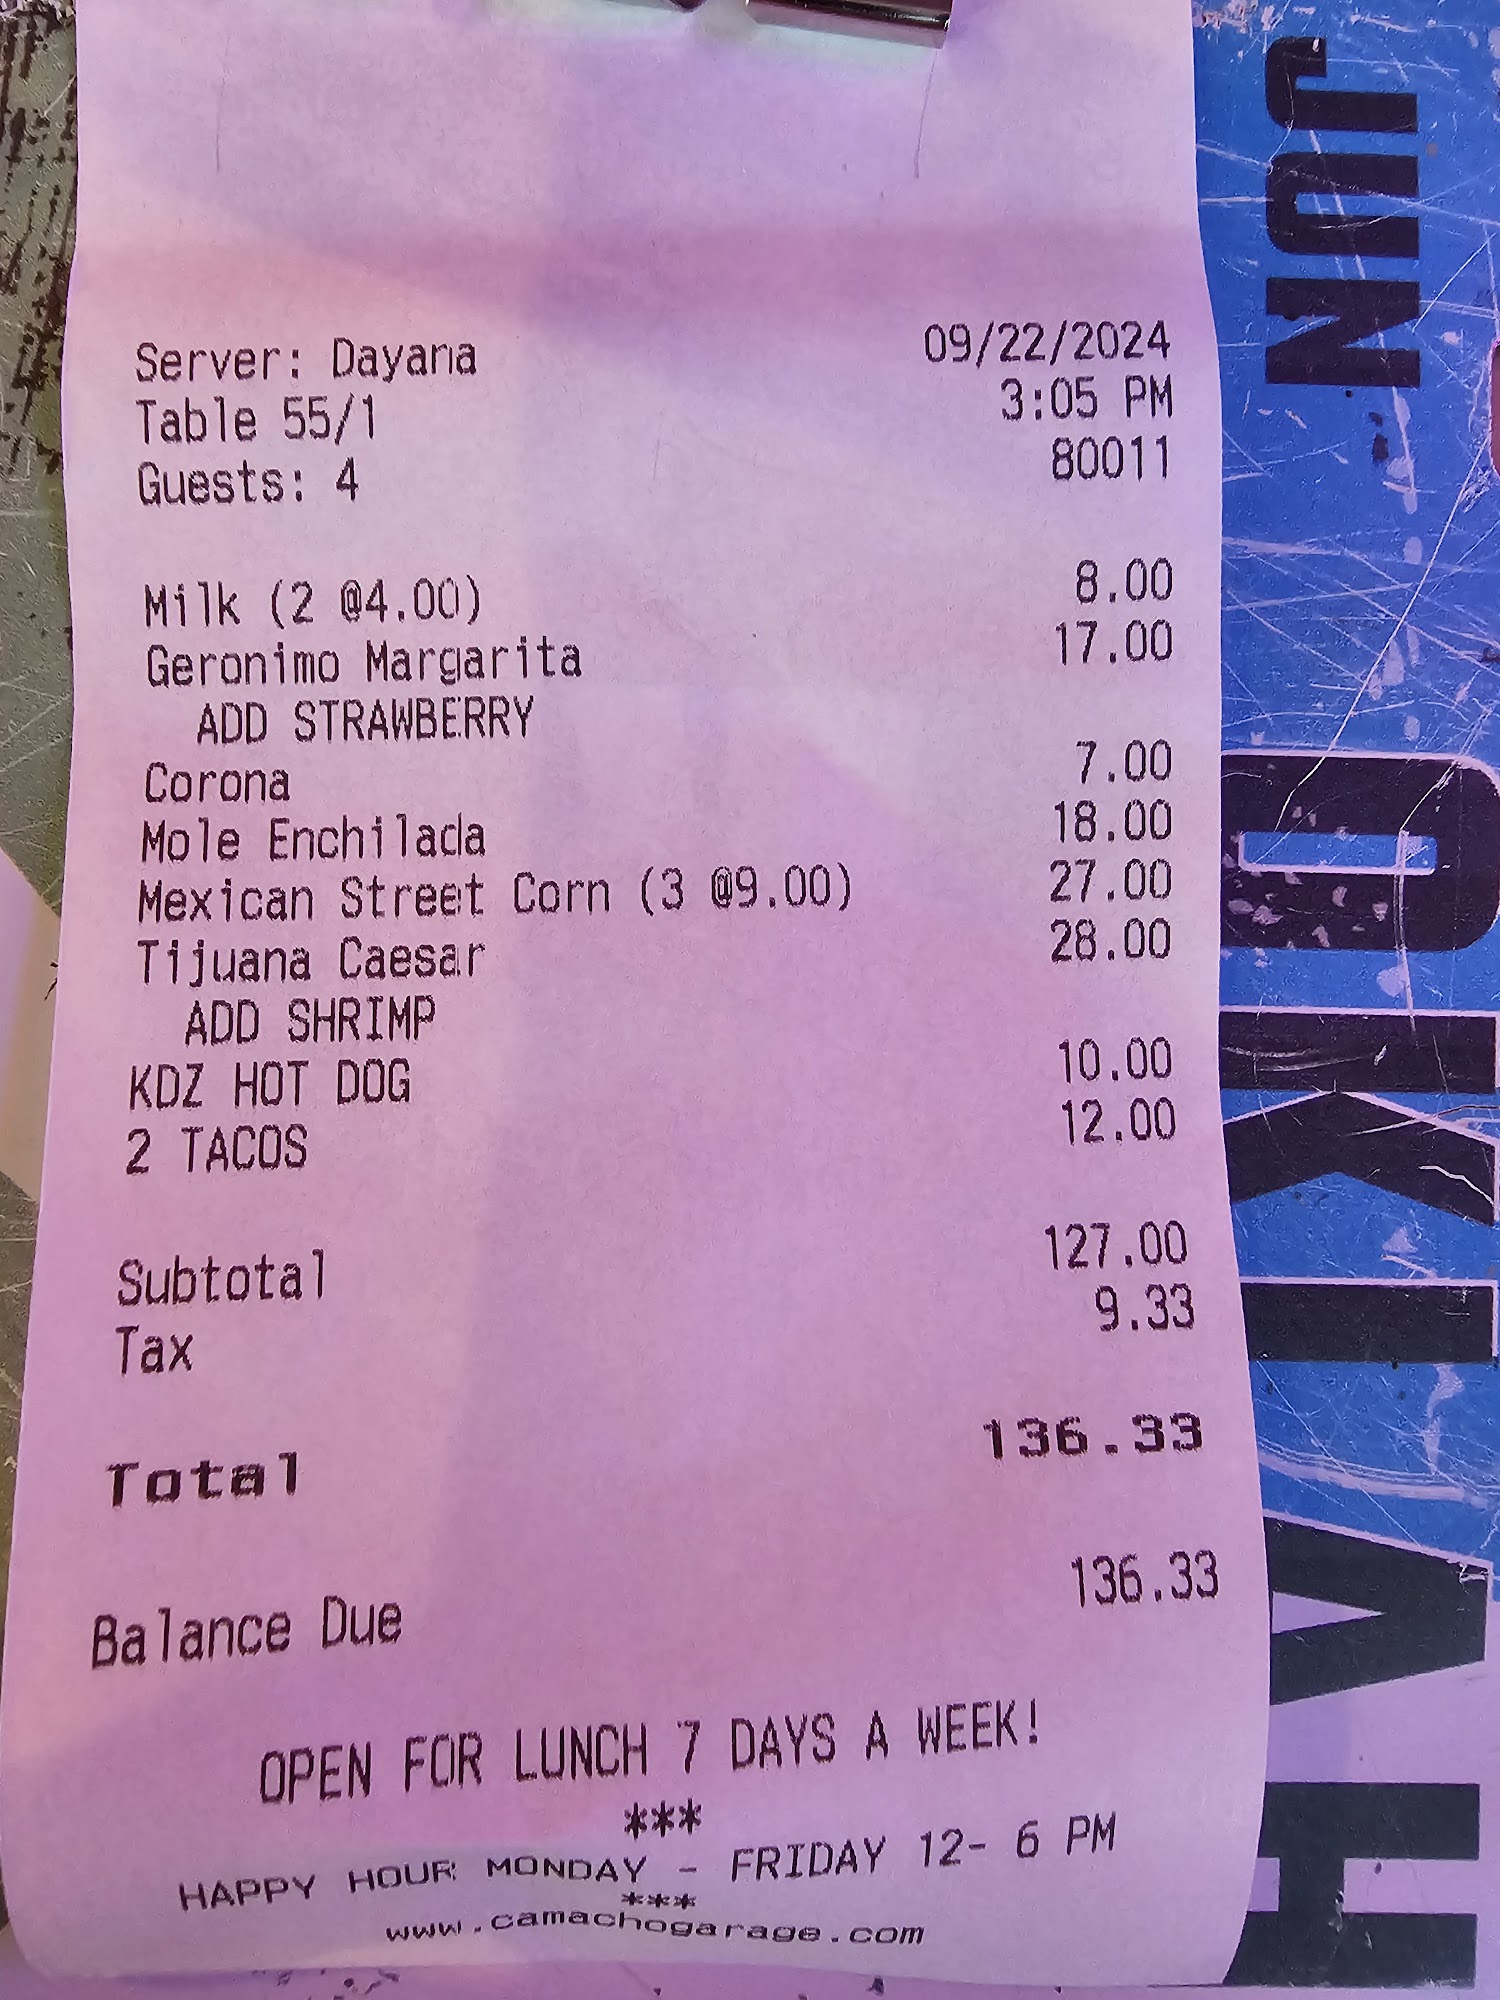 Server: Dayana 09/22/2024
Table 55/1 3:05 PM
Guests: 4 80011
Milk (2 @4.00) 8.00
Geronimo Margarita 17.00
ADD STRAWBERRY
Corona 7.00
Mole Enchilada 18.00
Mexican Street Corn (3 @9.00) 27.00
Tijuana Caesar 28.00
ADD SHRIMP
KDZ HOT DOG 10.00
2 TACOS 12.00
Subtotal 127.00
Tax 9.33
Total 136.33
Balance Due 136.33
OPEN FOR LUNCH 7 DAYS A WEEK!
***
HAPPY HOUR MONDAY - FRIDAY 12- 6 PM
***
www.camachogarage.com
JUN